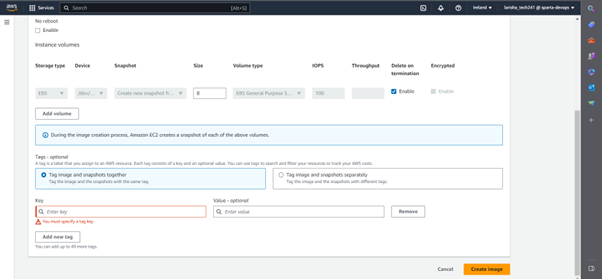 aws Services Search [Alt+S] Ireland
No reboot
Enable
Instance volumes
Storage type Device Snapshot Size Volume type IOPS Throughput Delete on termination Encrypted
EBS /dev/... Create new snapshot fr... 8 EBS General Purpose S... 100 Enable Enable
Add volume
During the image creation process, Amazon EC2 creates a snapshot of each of the above volumes.
Tags - optional
A tag is a label that you assign to an AWS resource. Each tag consists of a key and an optional value. You can use tags to search and filter your resources or track your AWS costs.
Tag image and snapshots together Tag image and snapshots separately
Tag the image and the snapshots with the same tag. Tag the image and the snapshots with different tags.
Key Value - optional
Enter key Enter value Remove
You must specify a tag key
Add new tag
You can add up to 49 more tags.
Cancel Create image